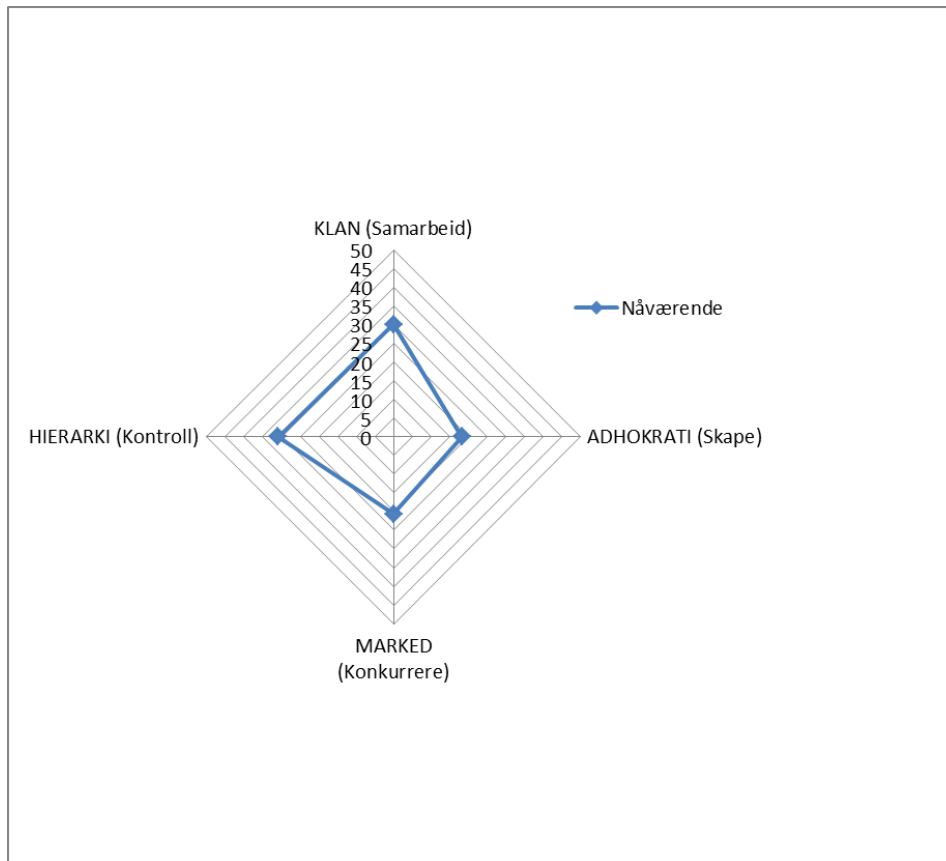 KLAN (Samarbeid)
50
45
40
35
30
25
20
15
10
5
0
Nåværende
HIERARKI (Kontroll)
ADHOKRATI (Skape)
MARKED
(Konkurrere)